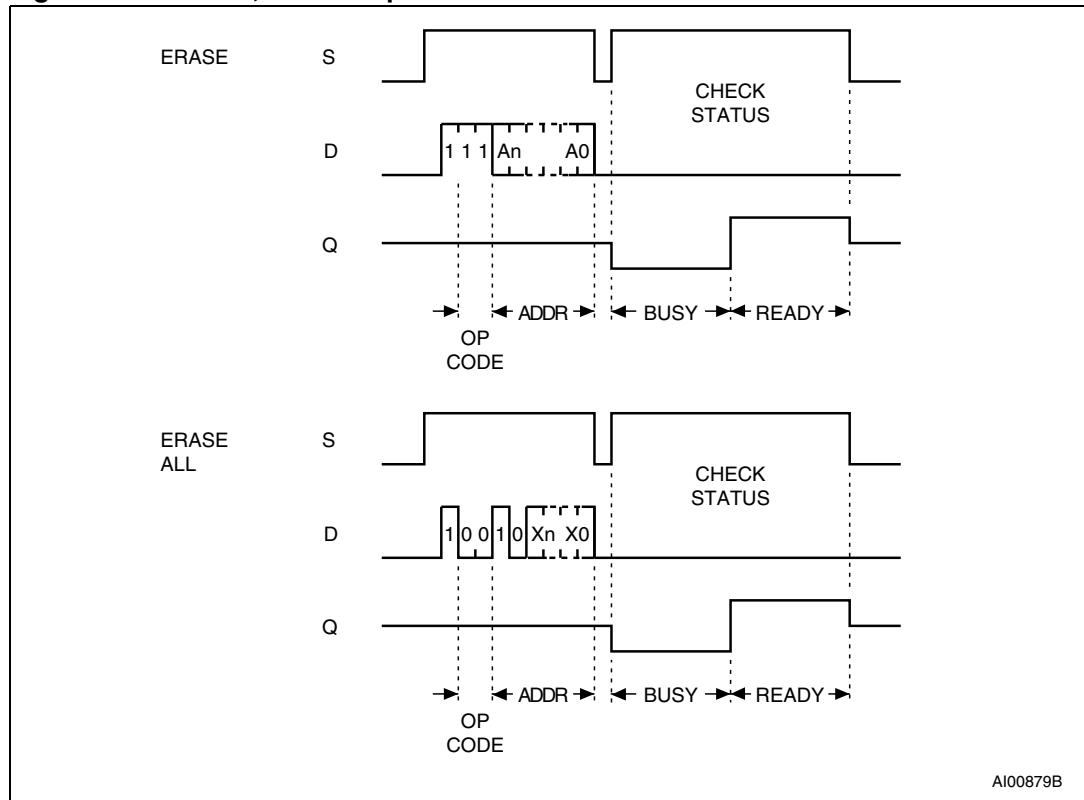 ERASE S
CHECK
STATUS
D 1 1 1 An A0
Q
ADDR BUSY READY
OP
CODE
ERASE
ALL
S
CHECK
STATUS
D 1 0 0 1 0 Xn X0
Q
ADDR BUSY READY
OP
CODE
AI00879B